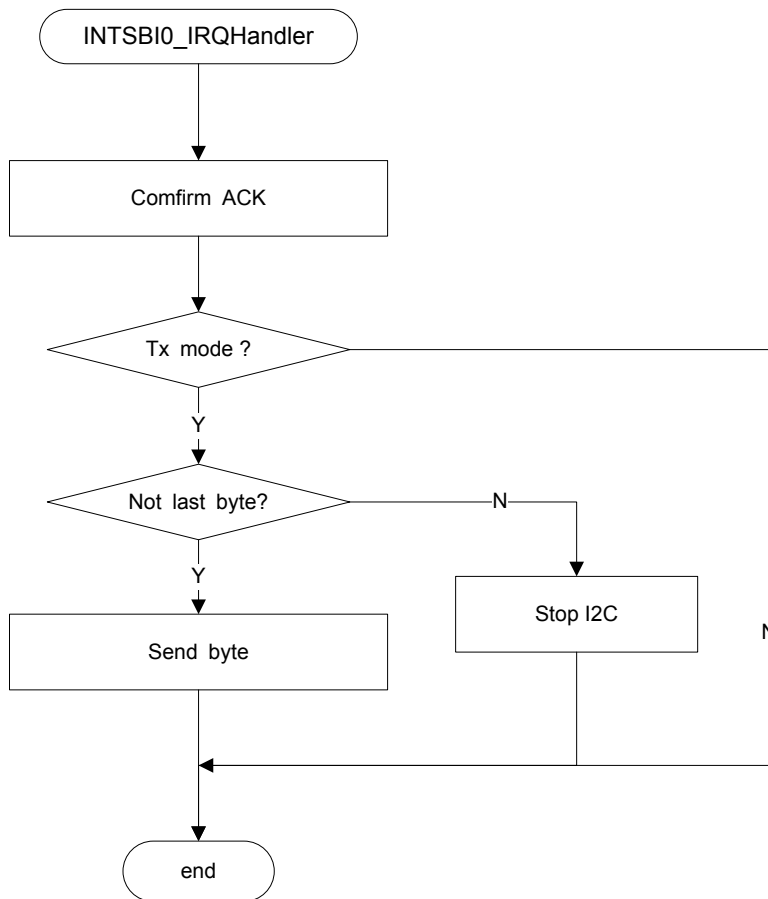 INTSBI0_IRQHandler
Comfirm ACK
Tx mode ?
Y
Not last byte?
N
Y
Stop I2C
N
Send byte
end